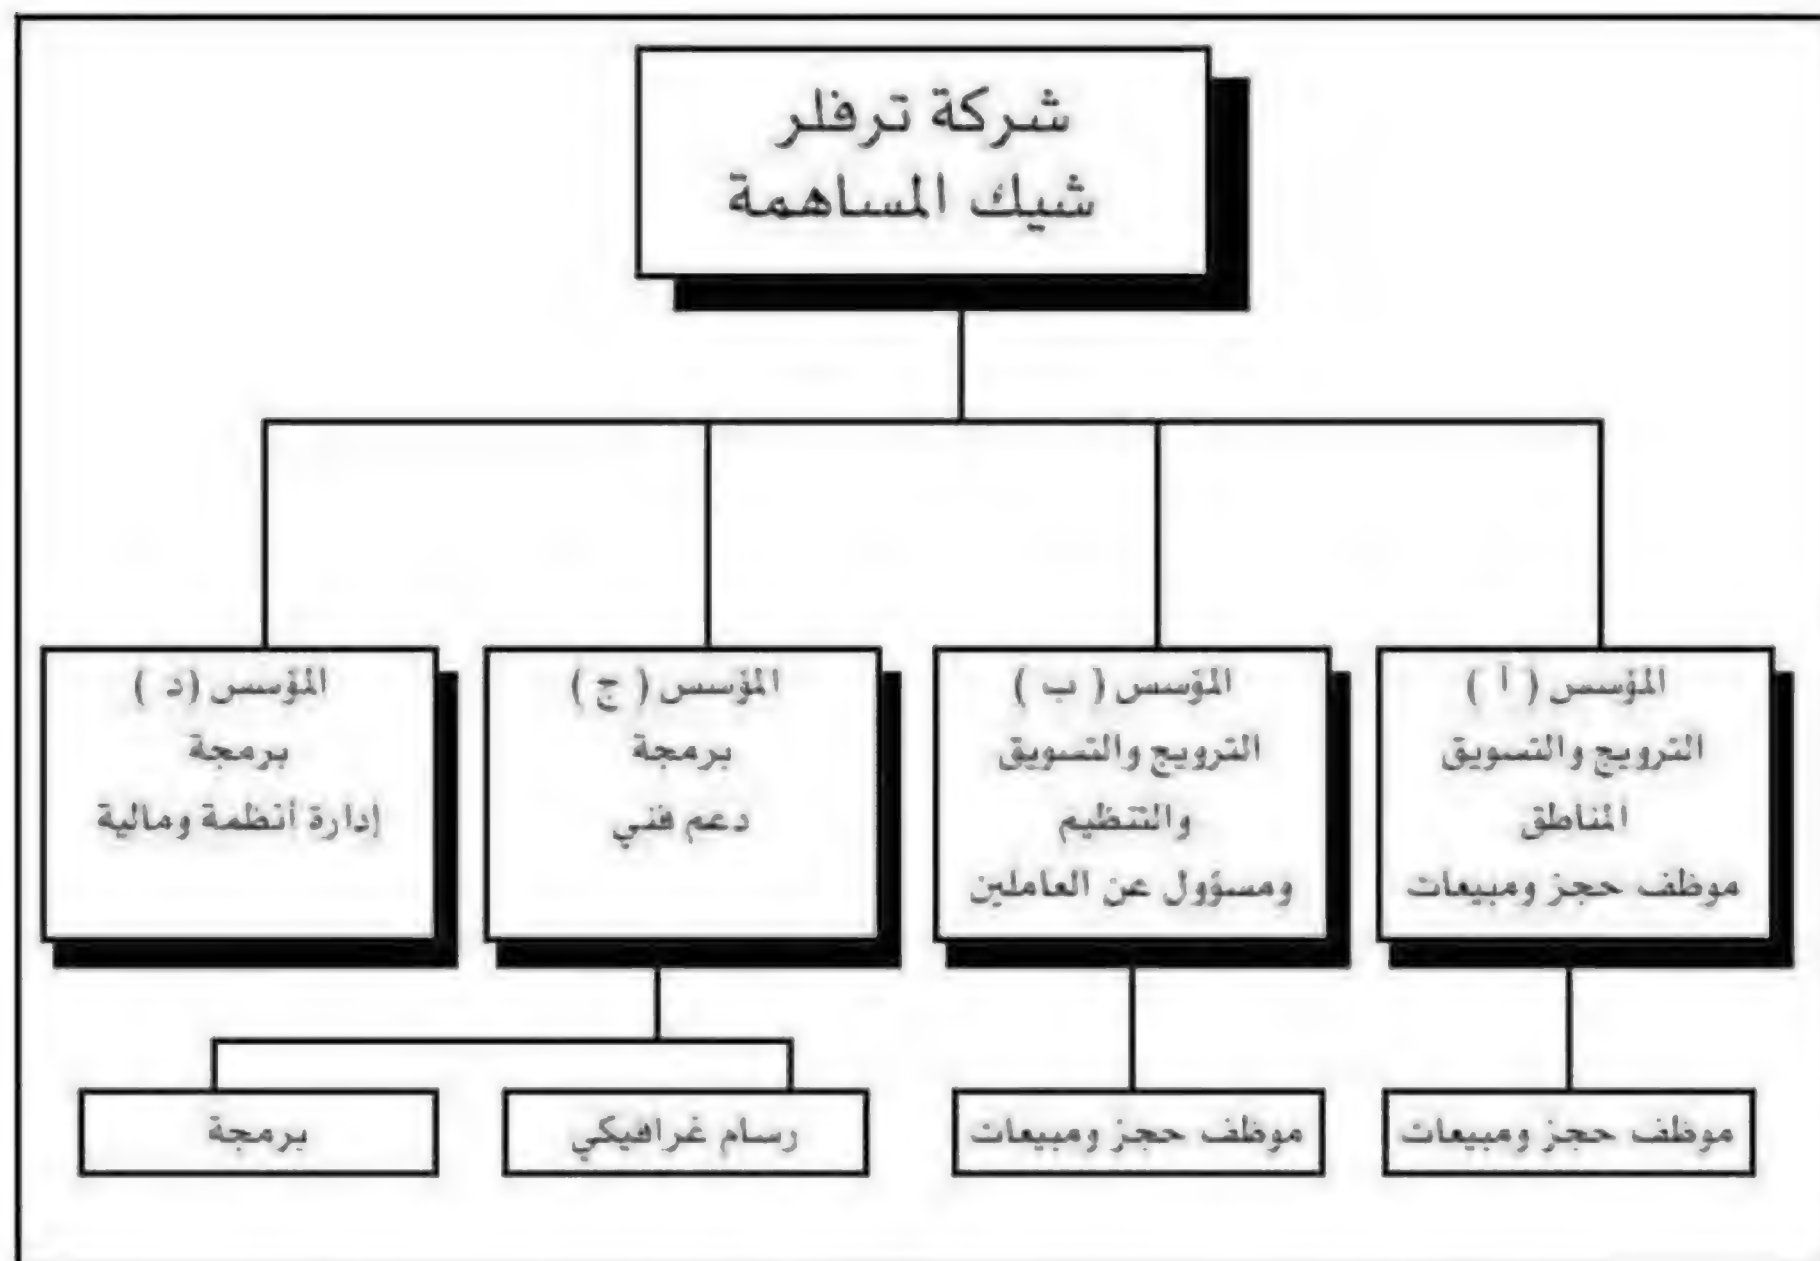 شركة ترفلر
شيك المساهمة
المؤسس ( أ )
الترويج والتسويق
المناطق
موظف حجز ومبيعات
المؤسس ( ب )
الترويج والتسويق
والتنظيم
ومسؤول عن العاملين
المؤسس ( ج )
برمجة
دعم فني
المؤسس (د )
برمجة
إدارة أنظمة ومالية
موظف حجز ومبيعات
موظف حجز ومبيعات
رسام غرافيكي
برمجة